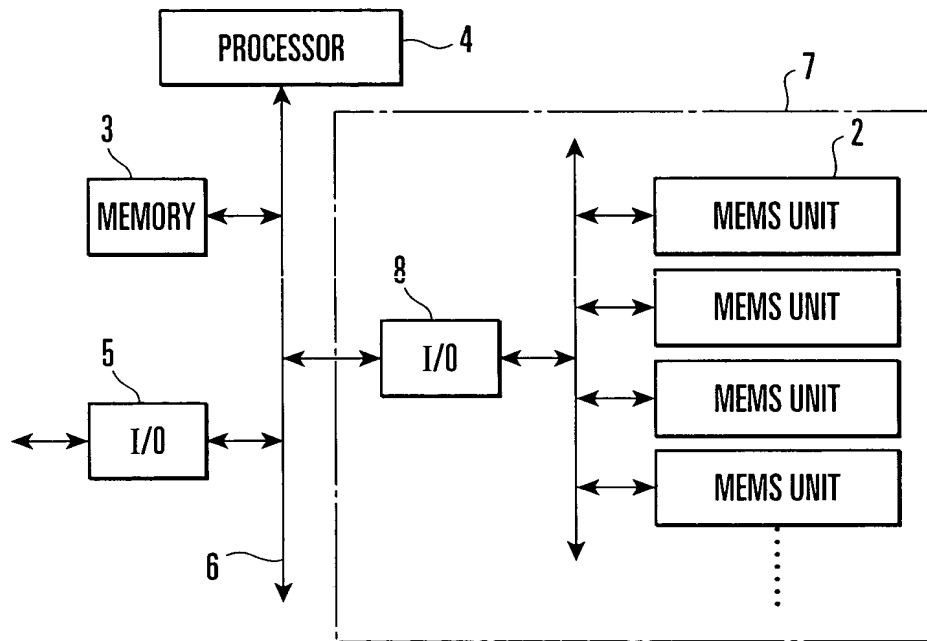 PROCESSOR
4
7
3
2
MEMORY
MEMS UNIT
8
MEMS UNIT
I/O
5
MEMS UNIT
I/O
MEMS UNIT
6